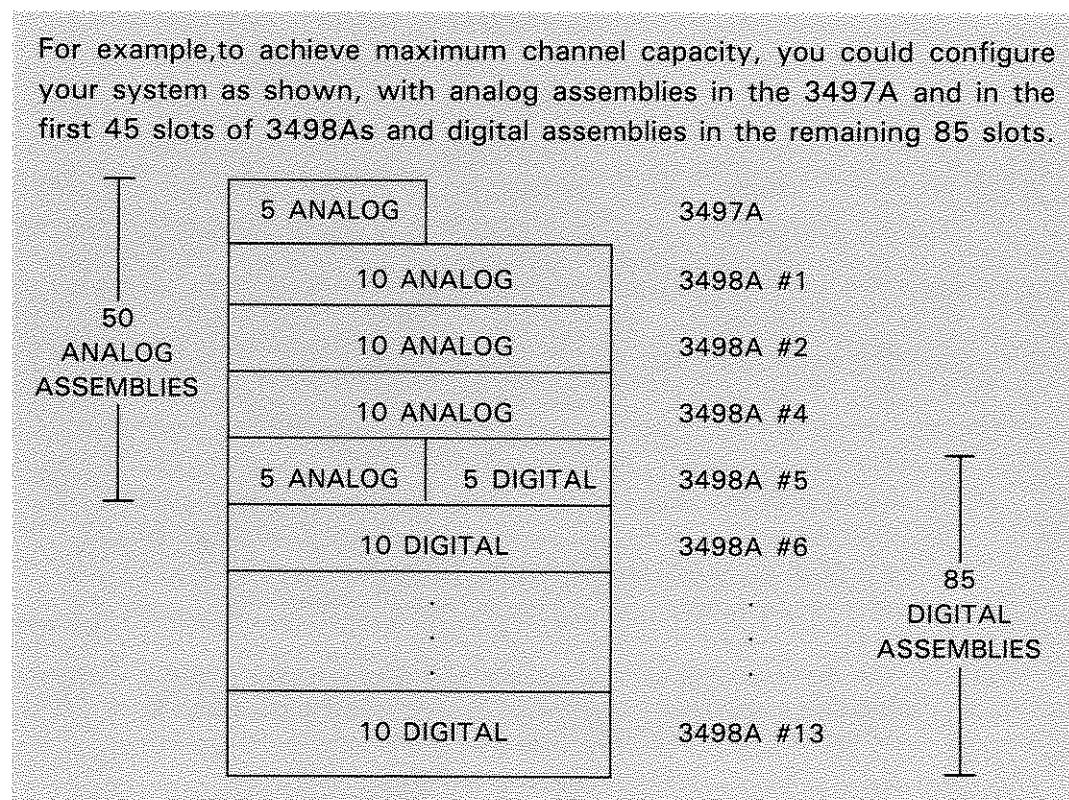 For example,to achieve maximum channel capacity, you could configure
your system as shown, with analog assemblies in the 3497A and in the
first 45 slots of 3498As and digital assemblies in the remaining 85 slots.
5 ANALOG 3497A
10 ANALOG 3498A #1
10 ANALOG 3498A #2
10 ANALOG 3498A #4
5 ANALOG 5 DIGITAL 3498A #5
10 DIGITAL 3498A #6
. .
. .
. .
10 DIGITAL 3498A #13
50
ANALOG
ASSEMBLIES
85
DIGITAL
ASSEMBLIES